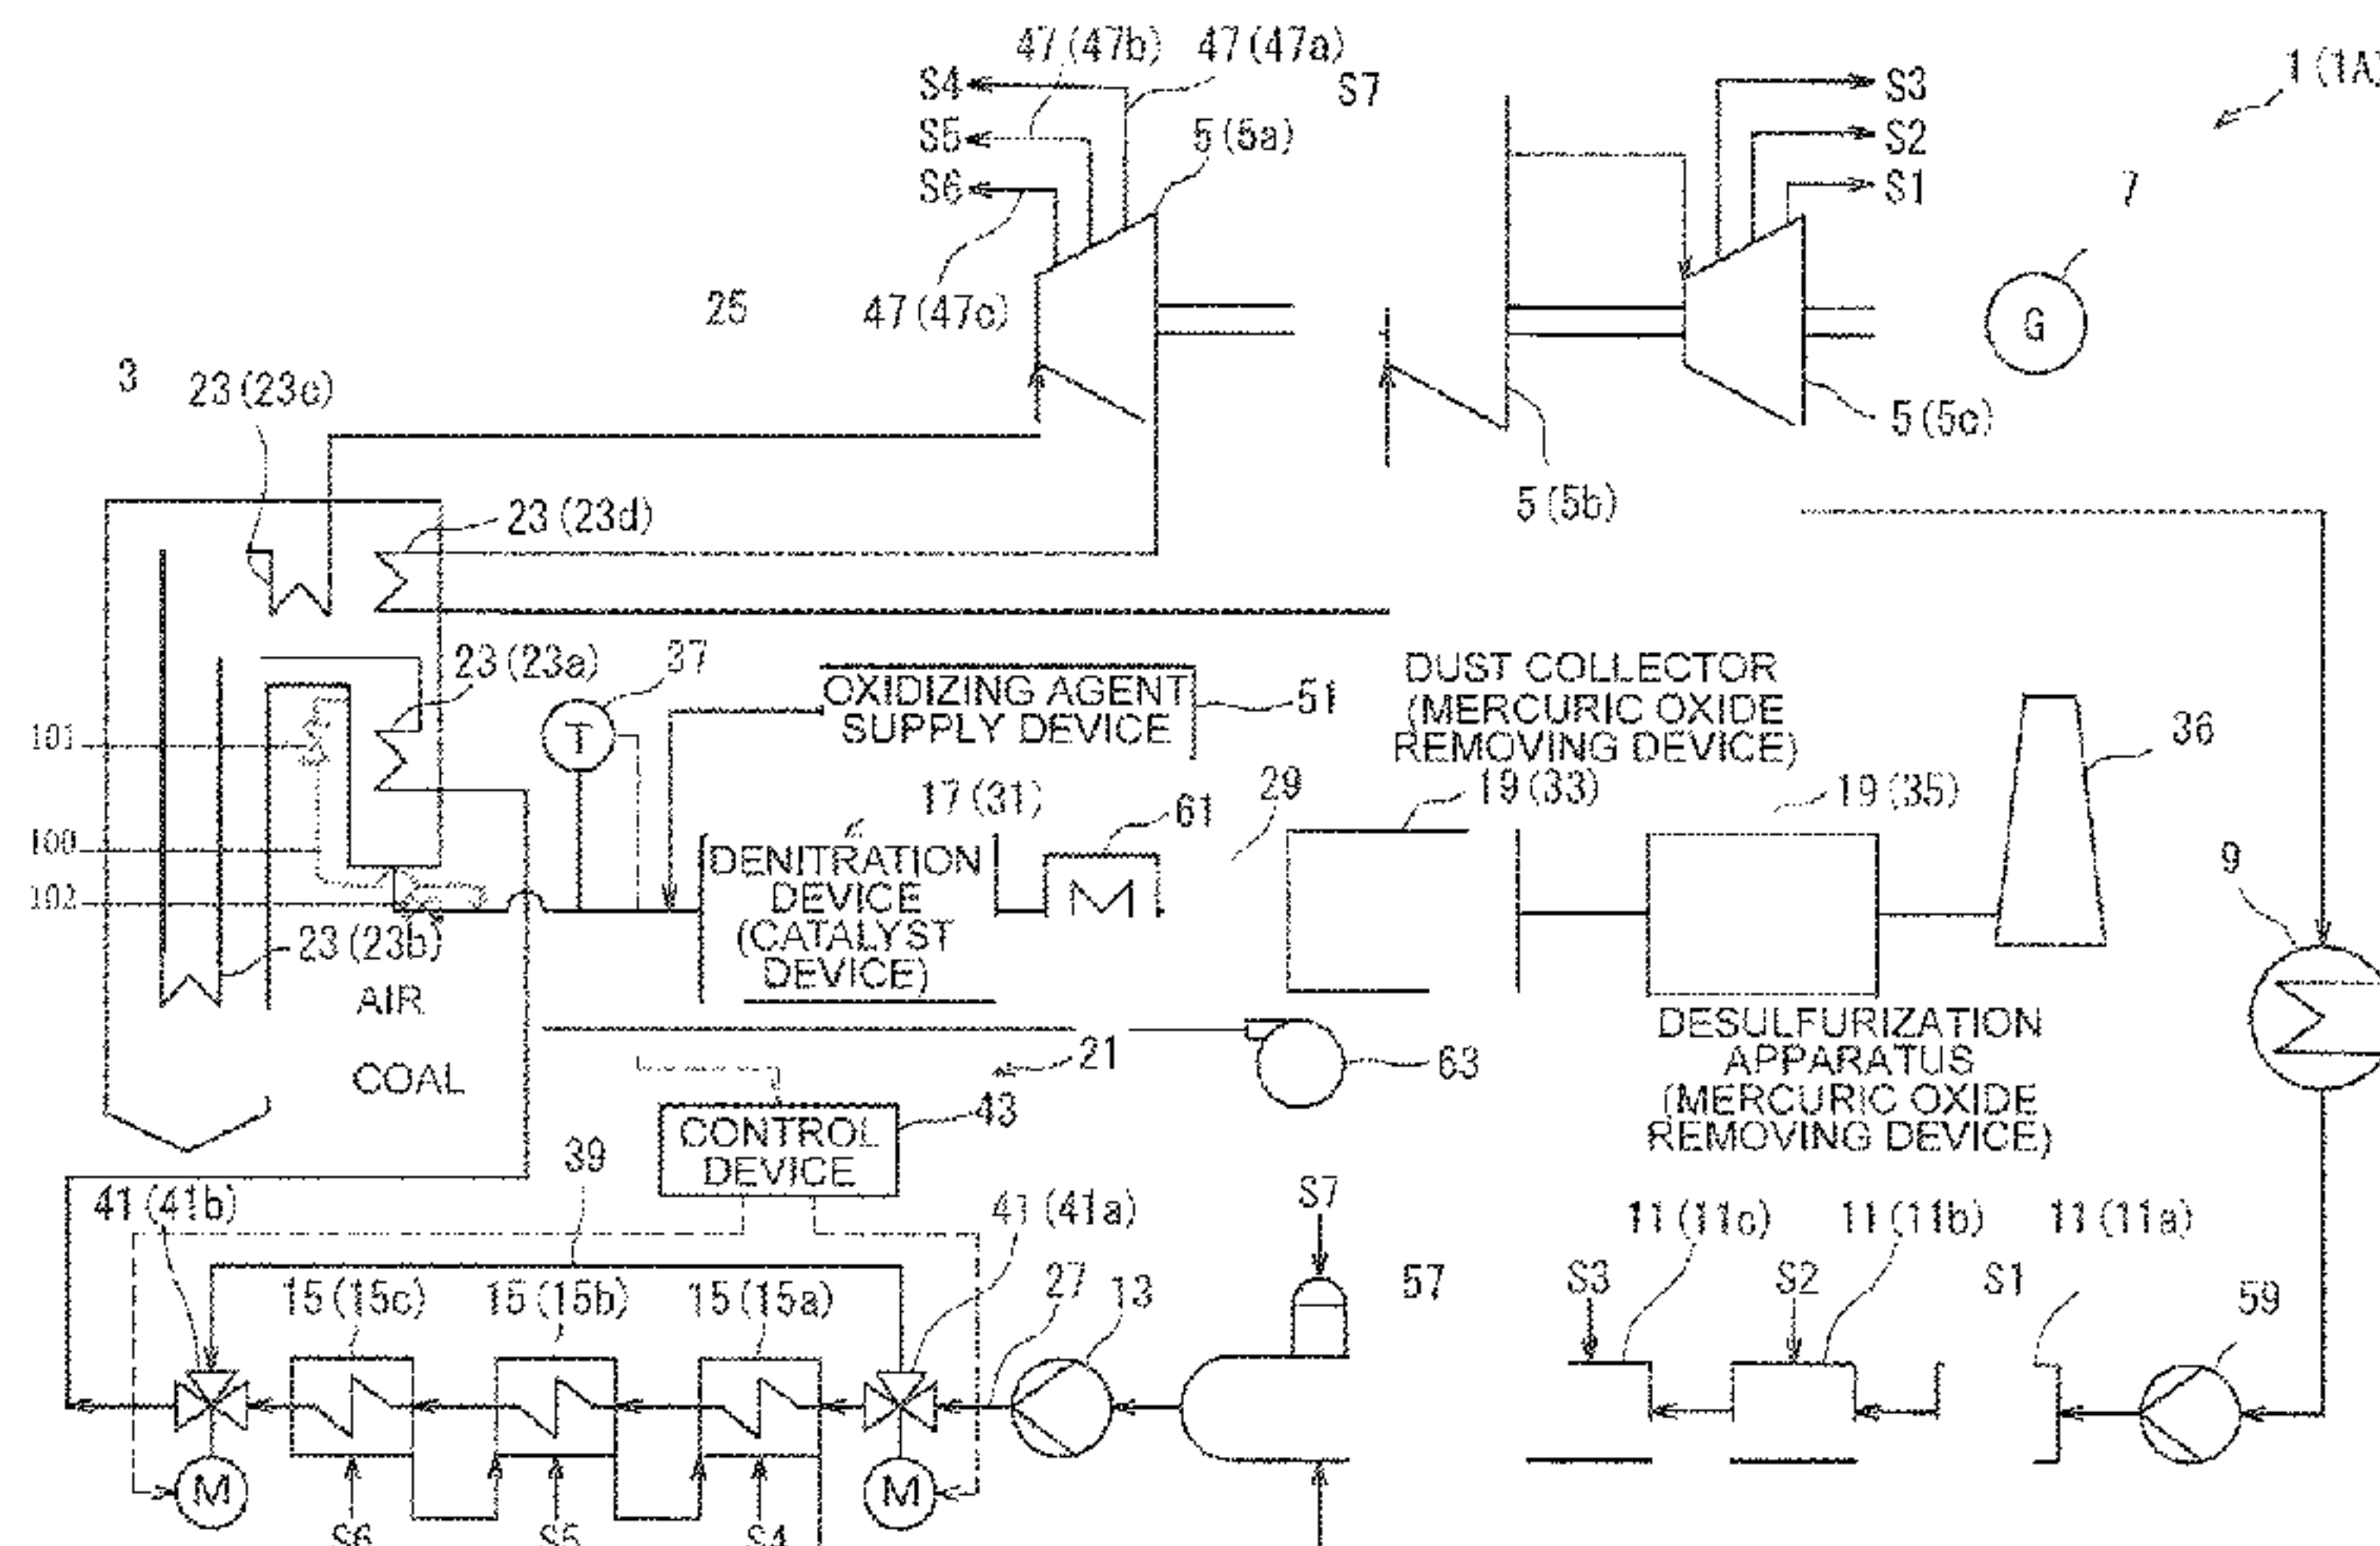 47(47b) 47(47a)
1(1A)
S4 S7 S3
S5 5(5a) S2
S6 S1 7
25 47(47c) G
3 23(23c) 5(5c)
23(23d) 5(5b)
23(23a) 37
OXIDIZING AGENT
SUPPLY DEVICE
51
DUST COLLECTOR
(MERCURIC OXIDE
REMOVING DEVICE)
101 T 36
17(31) 61 29 19(33) 19(35)
100
102
DENITRATION
DEVICE
(CATALYST
DEVICE)
9
23(23b)
AIR
COAL
21
63
DESULFURIZATION
APPARATUS
(MERCURIC OXIDE
REMOVING DEVICE)
43
CONTROL
DEVICE
39
41(41b) 41(41a) S7 11(11c) 11(11b) 11(11a)
15(15c) 15(15b) 15(15a) 27 13 57 S3 S2 S1 59
M M
S6 S5 S4